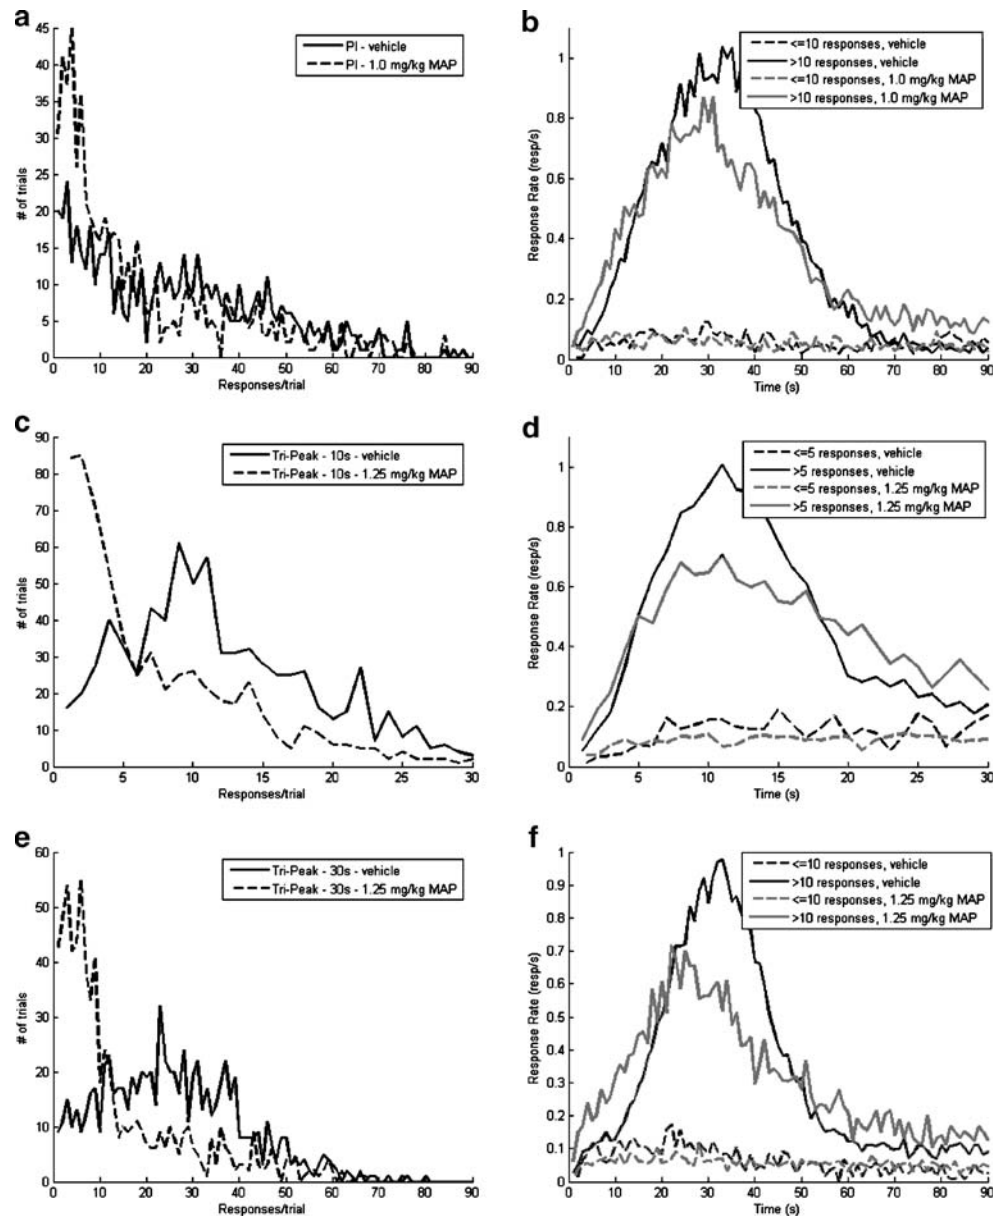 a
45
40
35
30
25
20
15
10
5
0
# of trials
PI - vehicle
PI - 1.0 mg/kg MAP
0 10 20 30 40 50 60 70 80 90
Responses/trial
b
1
0.8
0.6
0.4
0.2
0
Response Rate (resp/s)
<=10 responses, vehicle
>10 responses, vehicle
<=10 responses, 1.0 mg/kg MAP
>10 responses, 1.0 mg/kg MAP
0 10 20 30 40 50 60 70 80 90
Time (s)
c
90
80
70
60
50
40
30
20
10
0
# of trials
Tri-Peak - 10s - vehicle
Tri-Peak - 10s - 1.25 mg/kg MAP
0 5 10 15 20 25 30
Responses/trial
d
1
0.8
0.6
0.4
0.2
0
Response Rate (resp/s)
<=5 responses, vehicle
>5 responses, vehicle
<=5 responses, 1.25 mg/kg MAP
>5 responses, 1.25 mg/kg MAP
0 5 10 15 20 25 30
Time (s)
e
60
50
40
30
20
10
0
# of trials
Tri-Peak - 30s - vehicle
Tri-Peak - 30s - 1.25 mg/kg MAP
0 10 20 30 40 50 60 70 80 90
Responses/trial
f
1
0.9
0.8
0.7
0.6
0.5
0.4
0.3
0.2
0.1
0
Response Rate (resp/s)
<=10 responses, vehicle
>10 responses, vehicle
<=10 responses, 1.25 mg/kg MAP
>10 responses, 1.25 mg/kg MAP
0 10 20 30 40 50 60 70 80 90
Time (s)